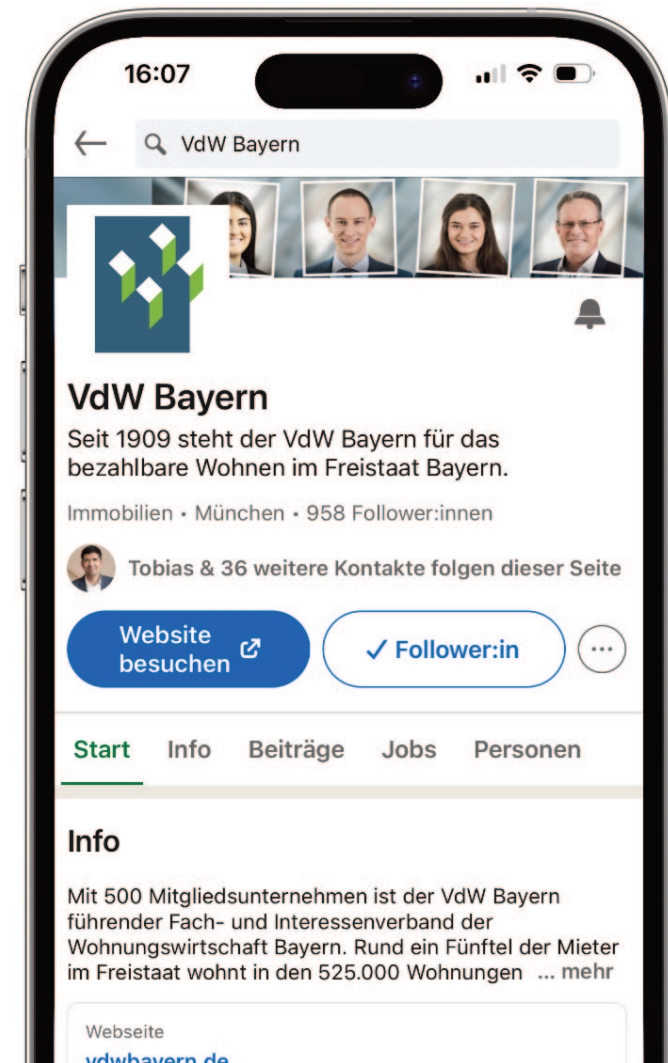 16:07
VdW Bayern
VdW Bayern
Seit 1909 steht der VdW Bayern für das
bezahlbare Wohnen im Freistaat Bayern.
Immobilien • München • 958 Follower:innen
Tobias & 36 weitere Kontakte folgen dieser Seite
Website
besuchen
✓ Follower:in
Start Info Beiträge Jobs Personen
Info
Mit 500 Mitgliedsunternehmen ist der VdW Bayern
führender Fach- und Interessenverband der
Wohnungswirtschaft Bayern. Rund ein Fünftel der Mieter
im Freistaat wohnt in den 525.000 Wohnungen ... mehr
Webseite
vdwbayern.de